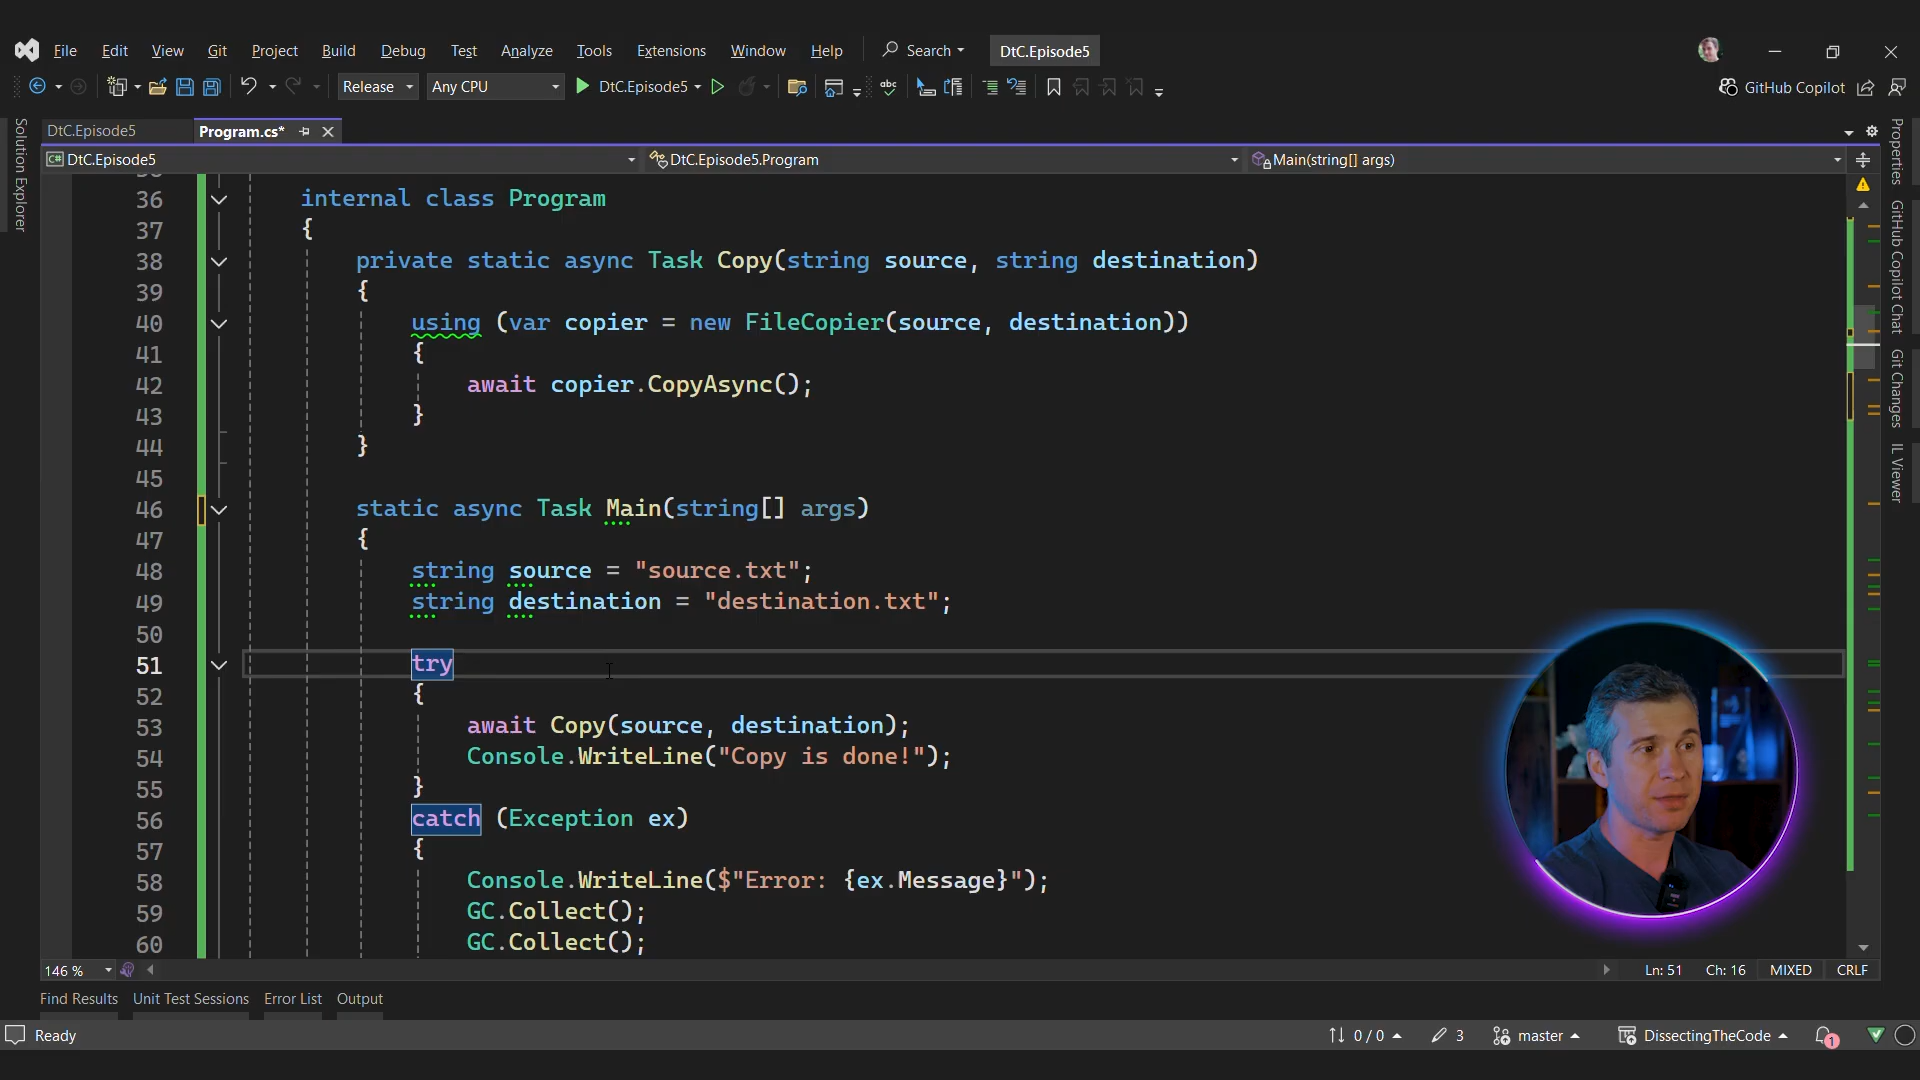 File Edit View Git Project Build Debug Test Analyze Tools Extensions Window Help Search DtC.Episode5
Release Any CPU DtC.Episode5 abc GitHub Copilot
DtC.Episode5 Program.cs*
C# DtC.Episode5 DtC.Episode5.Program Main(string[] args)
Solution Explorer
36 internal class Program
37 {
38 private static async Task Copy(string source, string destination)
39 {
40 using (var copier = new FileCopier(source, destination))
41 {
42 await copier.CopyAsync();
43 }
44 }
45
46 static async Task Main(string[] args)
47 {
48 string source = "source.txt";
49 string destination = "destination.txt";
50
51 try
52 {
53 await Copy(source, destination);
54 Console.WriteLine("Copy is done!");
55 }
56 catch (Exception ex)
57 {
58 Console.WriteLine($"Error: {ex.Message}");
59 GC.Collect();
60 GC.Collect();
Properties
GitHub Copilot Chat
Git Changes
IL Viewer
146 % Ln: 51 Ch: 16 MIXED CRLF
Find Results Unit Test Sessions Error List Output
Ready 0 / 0 3 master DissectingTheCode 1